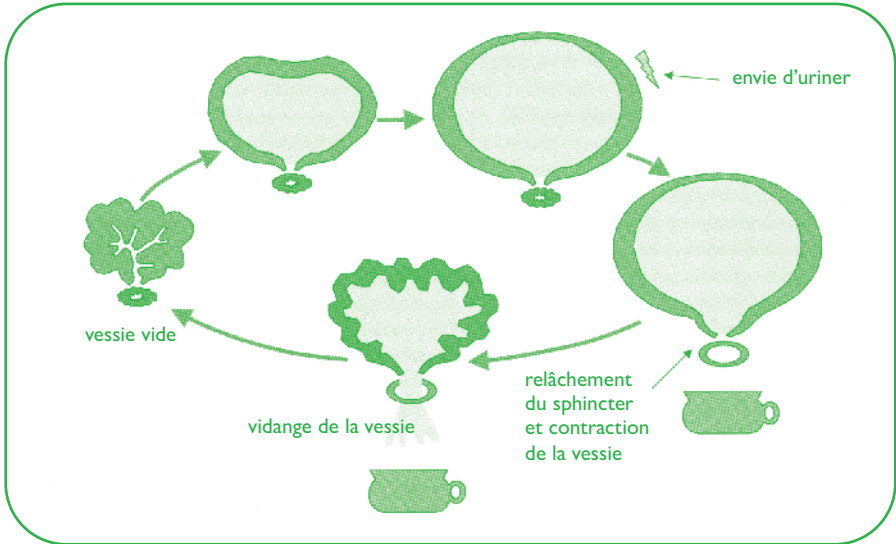 envie d'uriner
vessie vide
relâchement
du sphincter
et contraction
de la vessie
vidange de la vessie